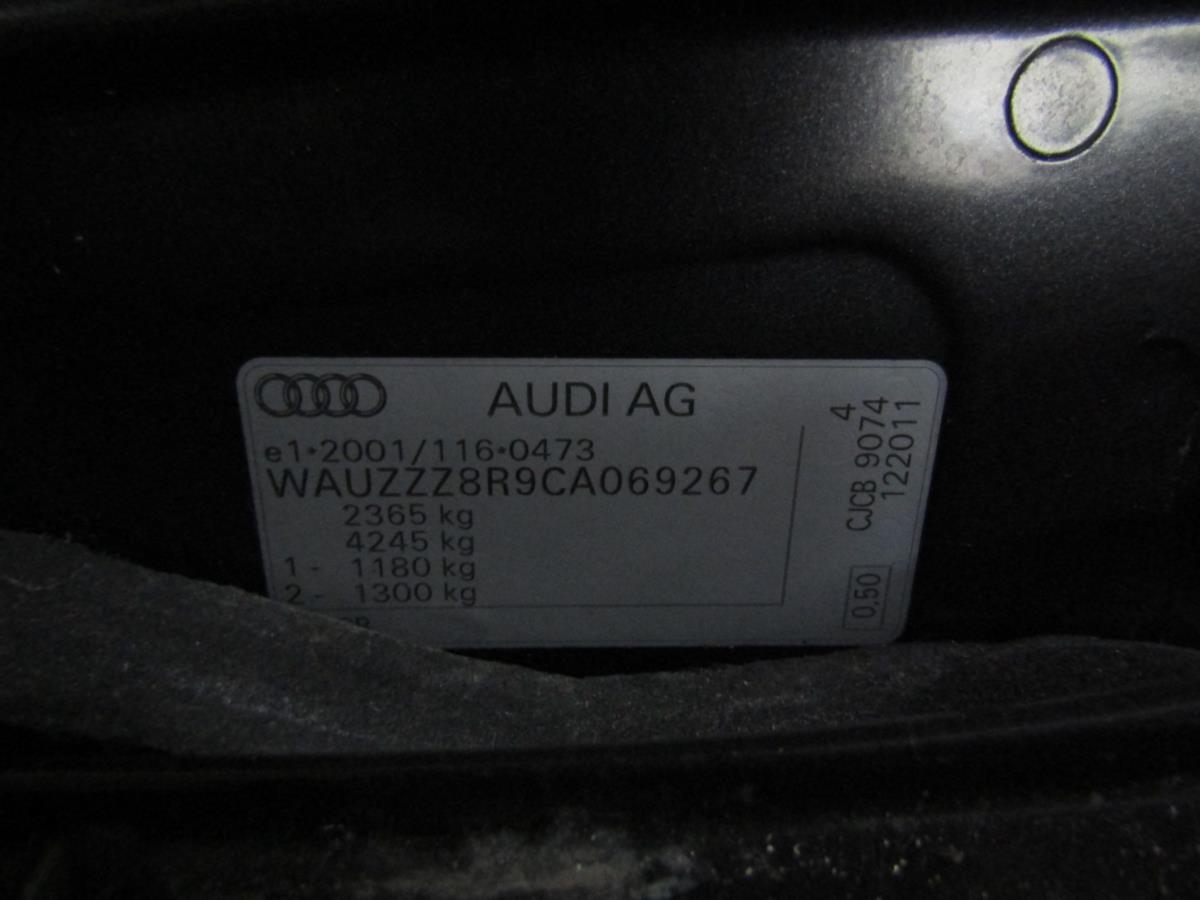 AUDI AG
e1*2001/116*0473
WAUZZZ8R9CA069267
2365 kg
4245 kg
1 - 1180 kg
2 - 1300 kg
4
CJCB 9074
122011
0,50